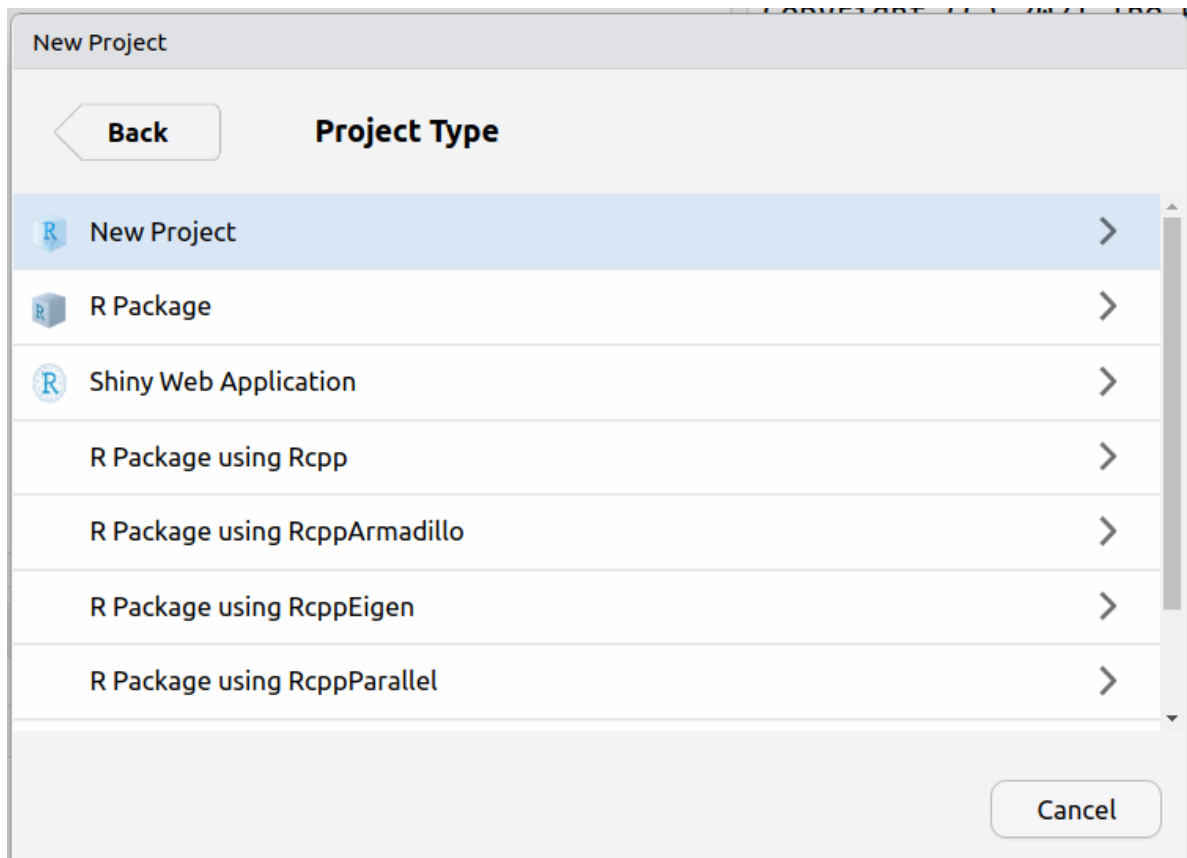 New Project
Back
Project Type
R New Project
R R Package
R Shiny Web Application
R Package using Rcpp
R Package using RcppArmadillo
R Package using RcppEigen
R Package using RcppParallel
Cancel